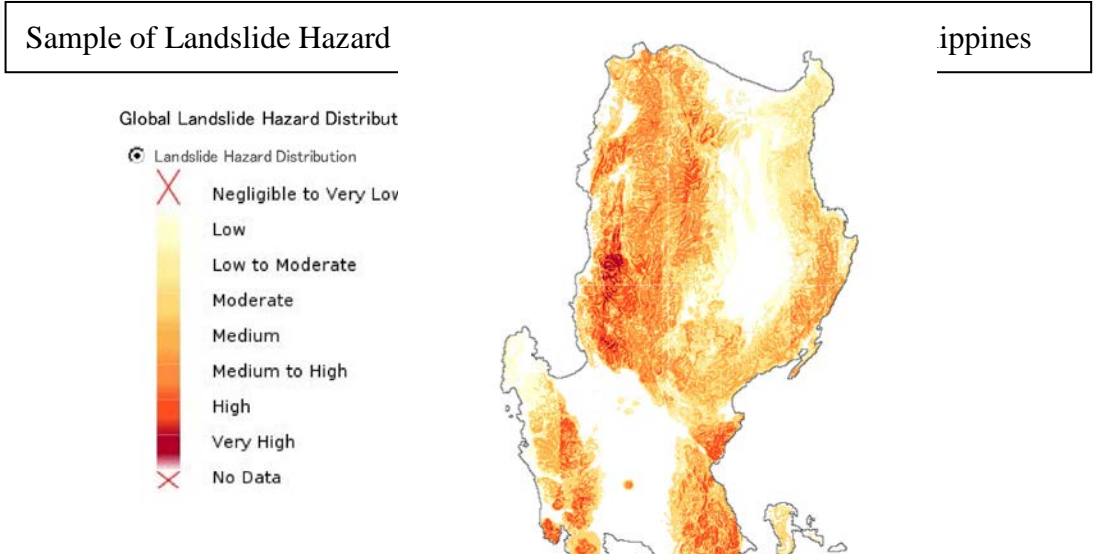 Sample of Landslide Hazard ippines
Global Landslide Hazard Distribut
Landslide Hazard Distribution
Negligible to Very Low
Low
Low to Moderate
Moderate
Medium
Medium to High
High
Very High
No Data